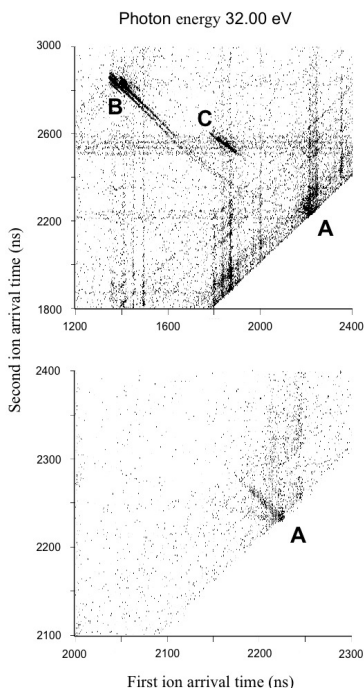 Photon energy 32.00 eV
3000
2600
2200
1800
1200
1600
2000
2400
B
C
A
Second ion arrival time (ns)
2400
2300
2200
2100
2000
2100
2200
2300
A
First ion arrival time (ns)